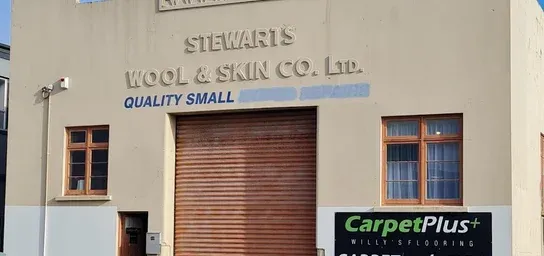 STEWART'S
WOOL & SKIN CO. LTD.
QUALITY SMALL
CarpetPlus+
WILLY'S FLOORING